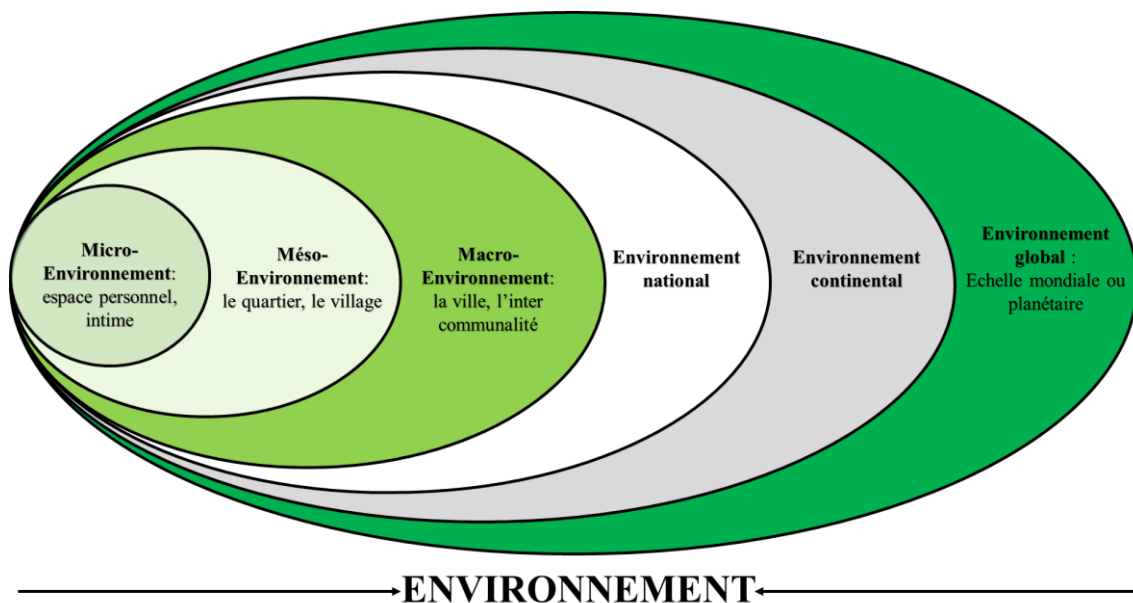 Micro-
Environnement:
espace personnel,
intime
Méso-
Environnement:
le quartier, le village
Macro-
Environnement:
la ville, l’inter
communalité
Environnement
national
Environnement
continental
Environnement
global :
Echelle mondiale ou
planétaire
ENVIRONNEMENT